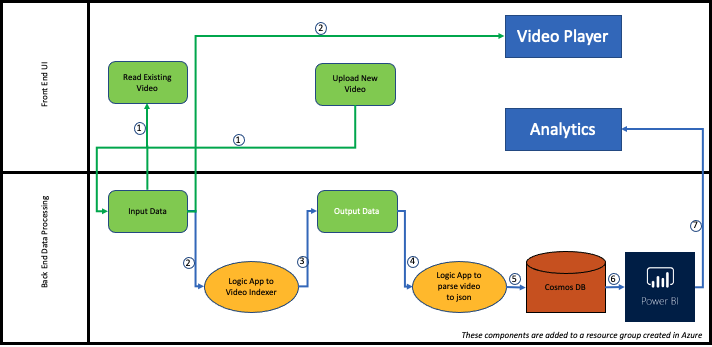 Front End UI
2
Video Player
Read Existing
Video
Upload New
Video
1
1
Analytics
Back End Data Processing
Input Data
Output Data
7
2
3
4
Logic App to
Video Indexer
Logic App to
parse video
to json
5
Cosmos DB
6
Power BI
These components are added to a resource group created in Azure